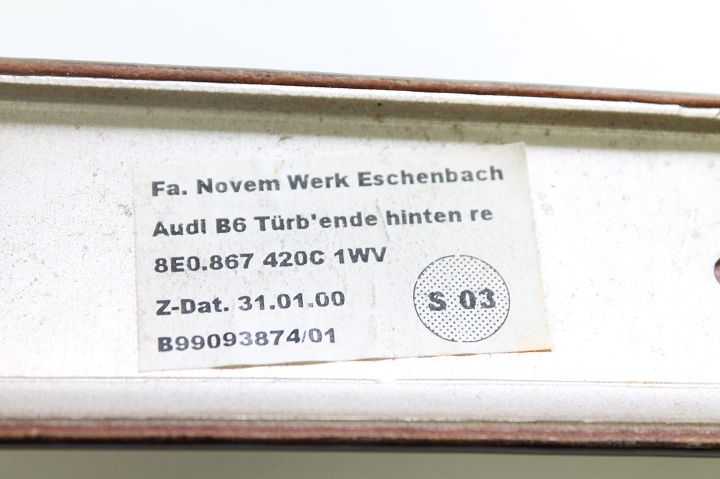 Fa. Novem Werk Eschenbach
Audi B6 Türb'ende hinten re
8E0.867 420C 1WV
Z-Dat. 31.01.00
S 03
B99093874/01